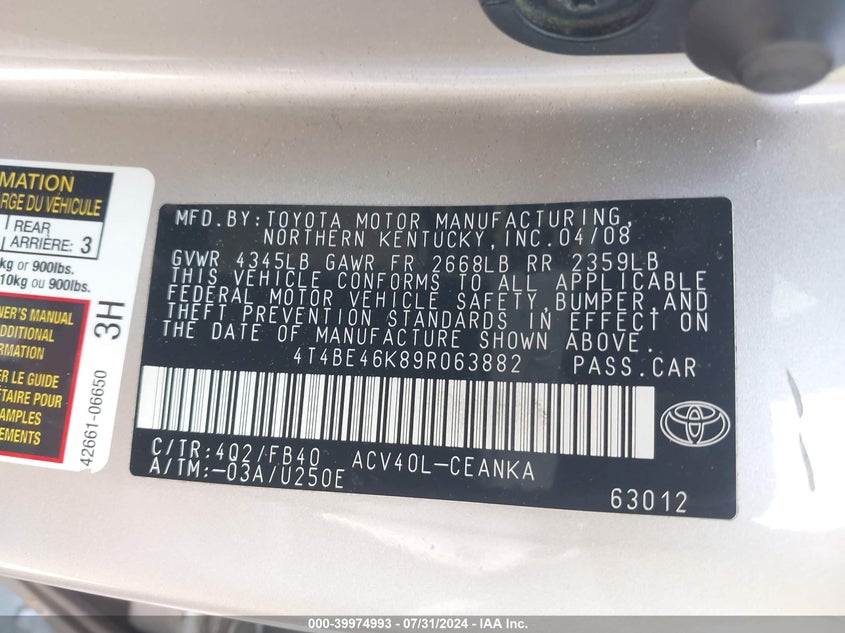 MATION
ARGE DU VÉHICULE
REAR
ARRIÈRE: 3
kg or 900lbs.
10kg ou 900lbs.
NER'S MANUAL
ADDITIONAL
RMATION
ER LE GUIDE
ÉTAIRE POUR
AMPLES
NEMENTS
3H
42661-06650
MFD.BY:TOYOTA MOTOR MANUFACTURING,
NORTHERN KENTUCKY,INC.04/08
GVWR 4345LB GAWR FR 2668LB RR 2359LB
THIS VEHICLE CONFORMS TO ALL APPLICABLE
FEDERAL MOTOR VEHICLE SAFETY,BUMPER,AND
THEFT PREVENTION STANDARDS IN EFFECT ON
THE DATE OF MANUFACTURE SHOWN ABOVE.
4T4BE46K89R063882 PASS.CAR
C/TR:4Q2/FB40 ACV40L-CEANKA
A/TM:-03A/U250E
63012
000-39974993 - 07/31/2024 - IAA, Inc.